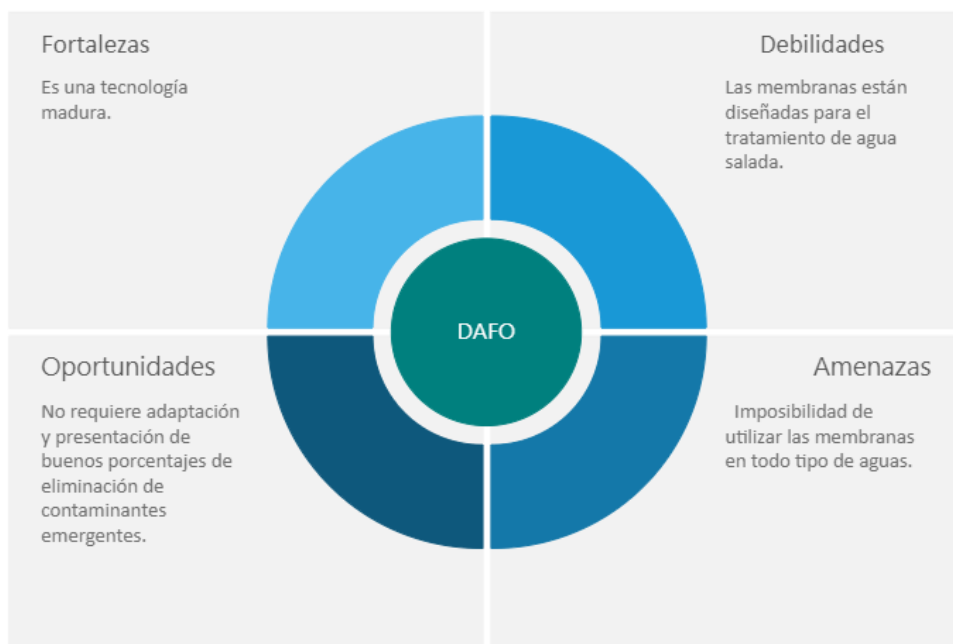 Fortalezas
Es una tecnología
madura.
Debilidades
Las membranas están
diseñadas para el
tratamiento de agua
salada.
DAFO
Oportunidades
No requiere adaptación
y presentación de
buenos porcentajes de
eliminación de
contaminantes
emergentes.
Amenazas
Imposibilidad de
utilizar las membranas
en todo tipo de aguas.